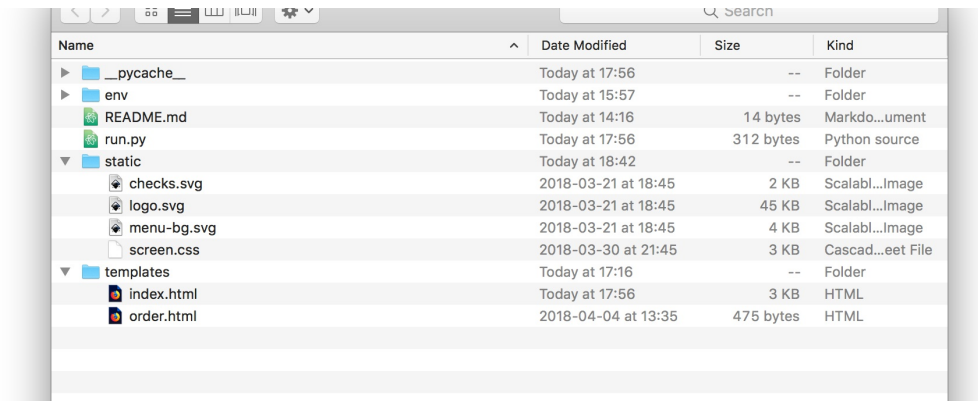 Search
Name Date Modified Size Kind
__pycache_ Today at 17:56 -- Folder
env Today at 15:57 -- Folder
README.md Today at 14:16 14 bytes Markdo...ument
run.py Today at 17:56 312 bytes Python source
static Today at 18:42 -- Folder
checks.svg 2018-03-21 at 18:45 2 KB Scalabl...Image
logo.svg 2018-03-21 at 18:45 45 KB Scalabl...Image
menu-bg.svg 2018-03-21 at 18:45 4 KB Scalabl...Image
screen.css 2018-03-30 at 21:45 3 KB Cascad...eet File
templates Today at 17:16 -- Folder
index.html Today at 17:56 3 KB HTML
order.html 2018-04-04 at 13:35 475 bytes HTML